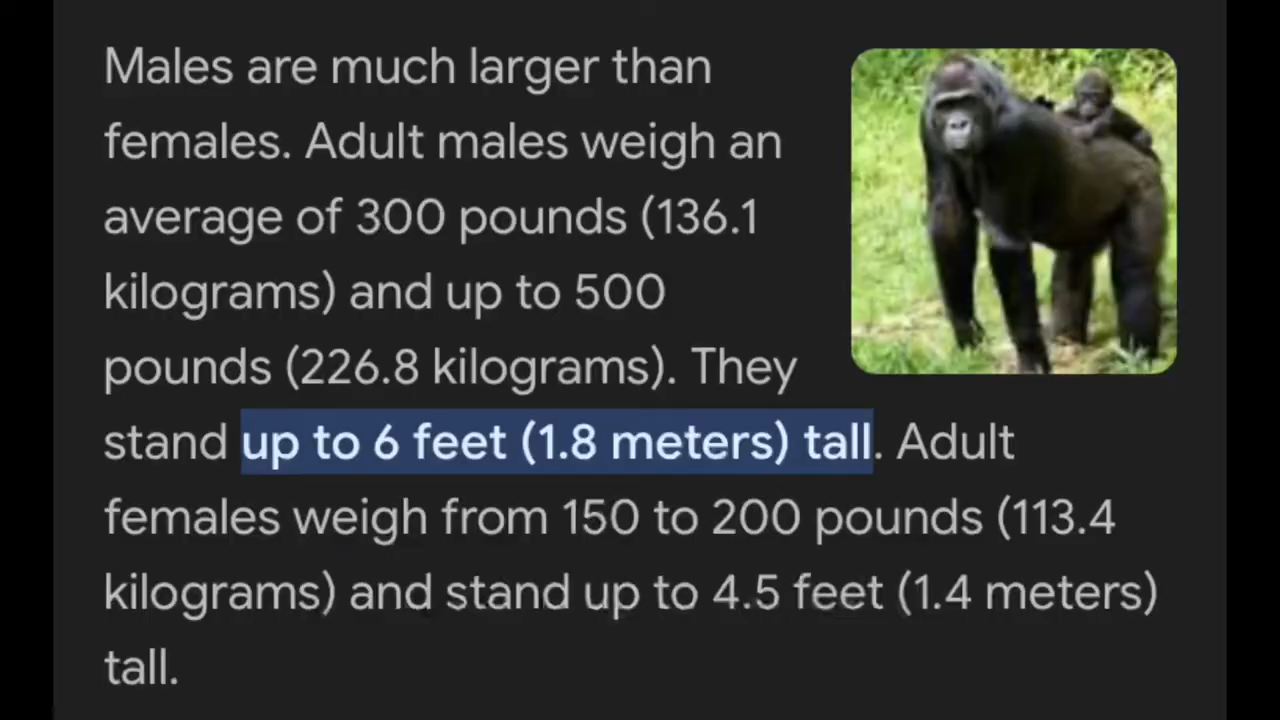 Males are much larger than
females. Adult males weigh an
average of 300 pounds (136.1
kilograms) and up to 500
pounds (226.8 kilograms). They
stand up to 6 feet (1.8 meters) tall. Adult
females weigh from 150 to 200 pounds (113.4
kilograms) and stand up to 4.5 feet (1.4 meters)
tall.